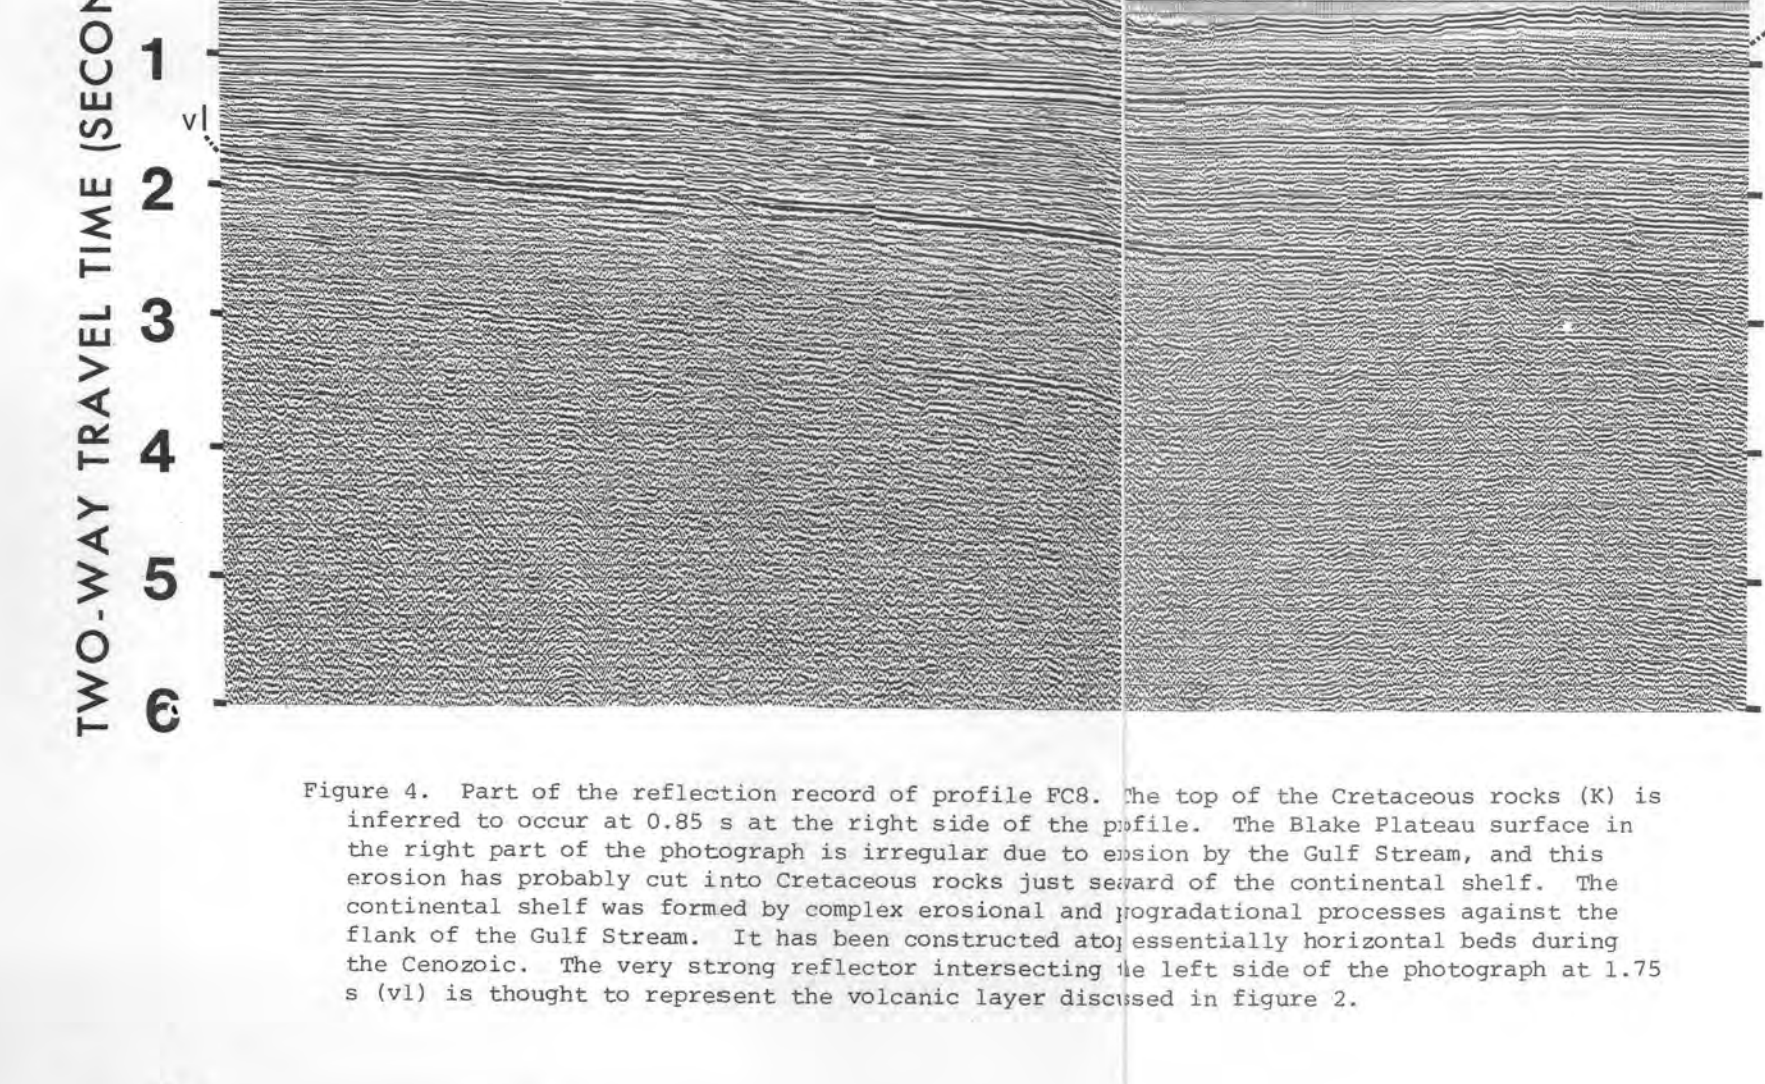 TWO-WAY TRAVEL TIME (SECON
1
vl
2
3
4
5
6
Figure 4. Part of the reflection record of profile FC8. The top of the Cretaceous rocks (K) is
inferred to occur at 0.85 s at the right side of the profile. The Blake Plateau surface in
the right part of the photograph is irregular due to erosion by the Gulf Stream, and this
erosion has probably cut into Cretaceous rocks just seaward of the continental shelf. The
continental shelf was formed by complex erosional and progradational processes against the
flank of the Gulf Stream. It has been constructed atop essentially horizontal beds during
the Cenozoic. The very strong reflector intersecting the left side of the photograph at 1.75
s (vl) is thought to represent the volcanic layer discussed in figure 2.